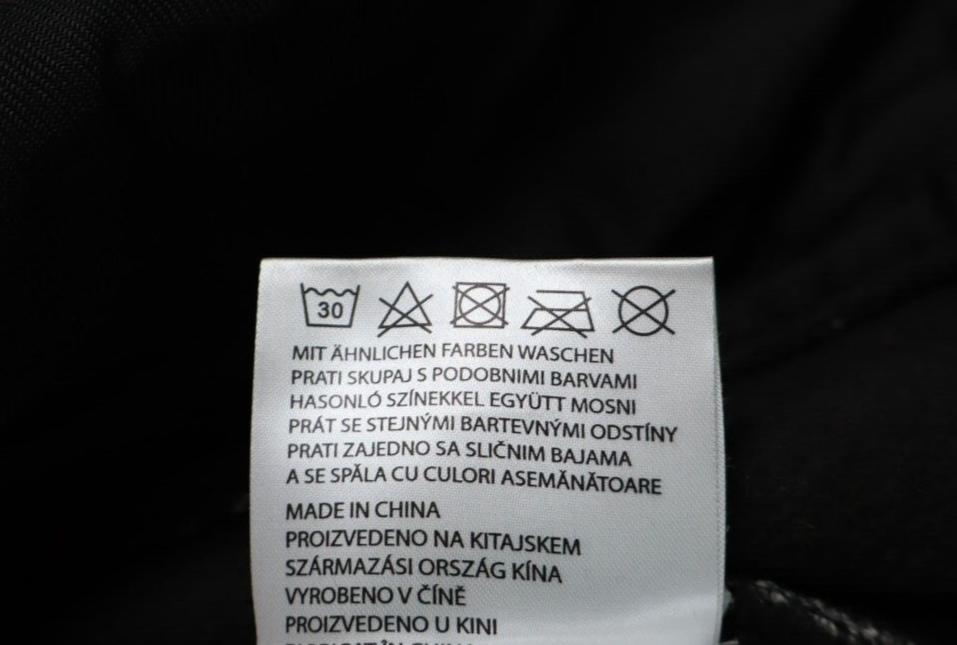 30
MIT ÄHNLICHEN FARBEN WASCHEN
PRATI SKUPAJ S PODOBNIMI BARVAMI
HASONLÓ SZÍNEKKEL EGYÜTT MOSNI
PRÁT SE STEJNÝMI BARTEVNÝMI ODSTÍNY
PRATI ZAJEDNO SA SLIČNIM BAJAMA
A SE SPĂLA CU CULORI ASEMĂNĂTOARE
MADE IN CHINA
PROIZVEDENO NA KITAJSKEM
SZÁRMAZÁSI ORSZÁG KÍNA
VYROBENO V ČÍNĚ
PROIZVEDENO U KINI